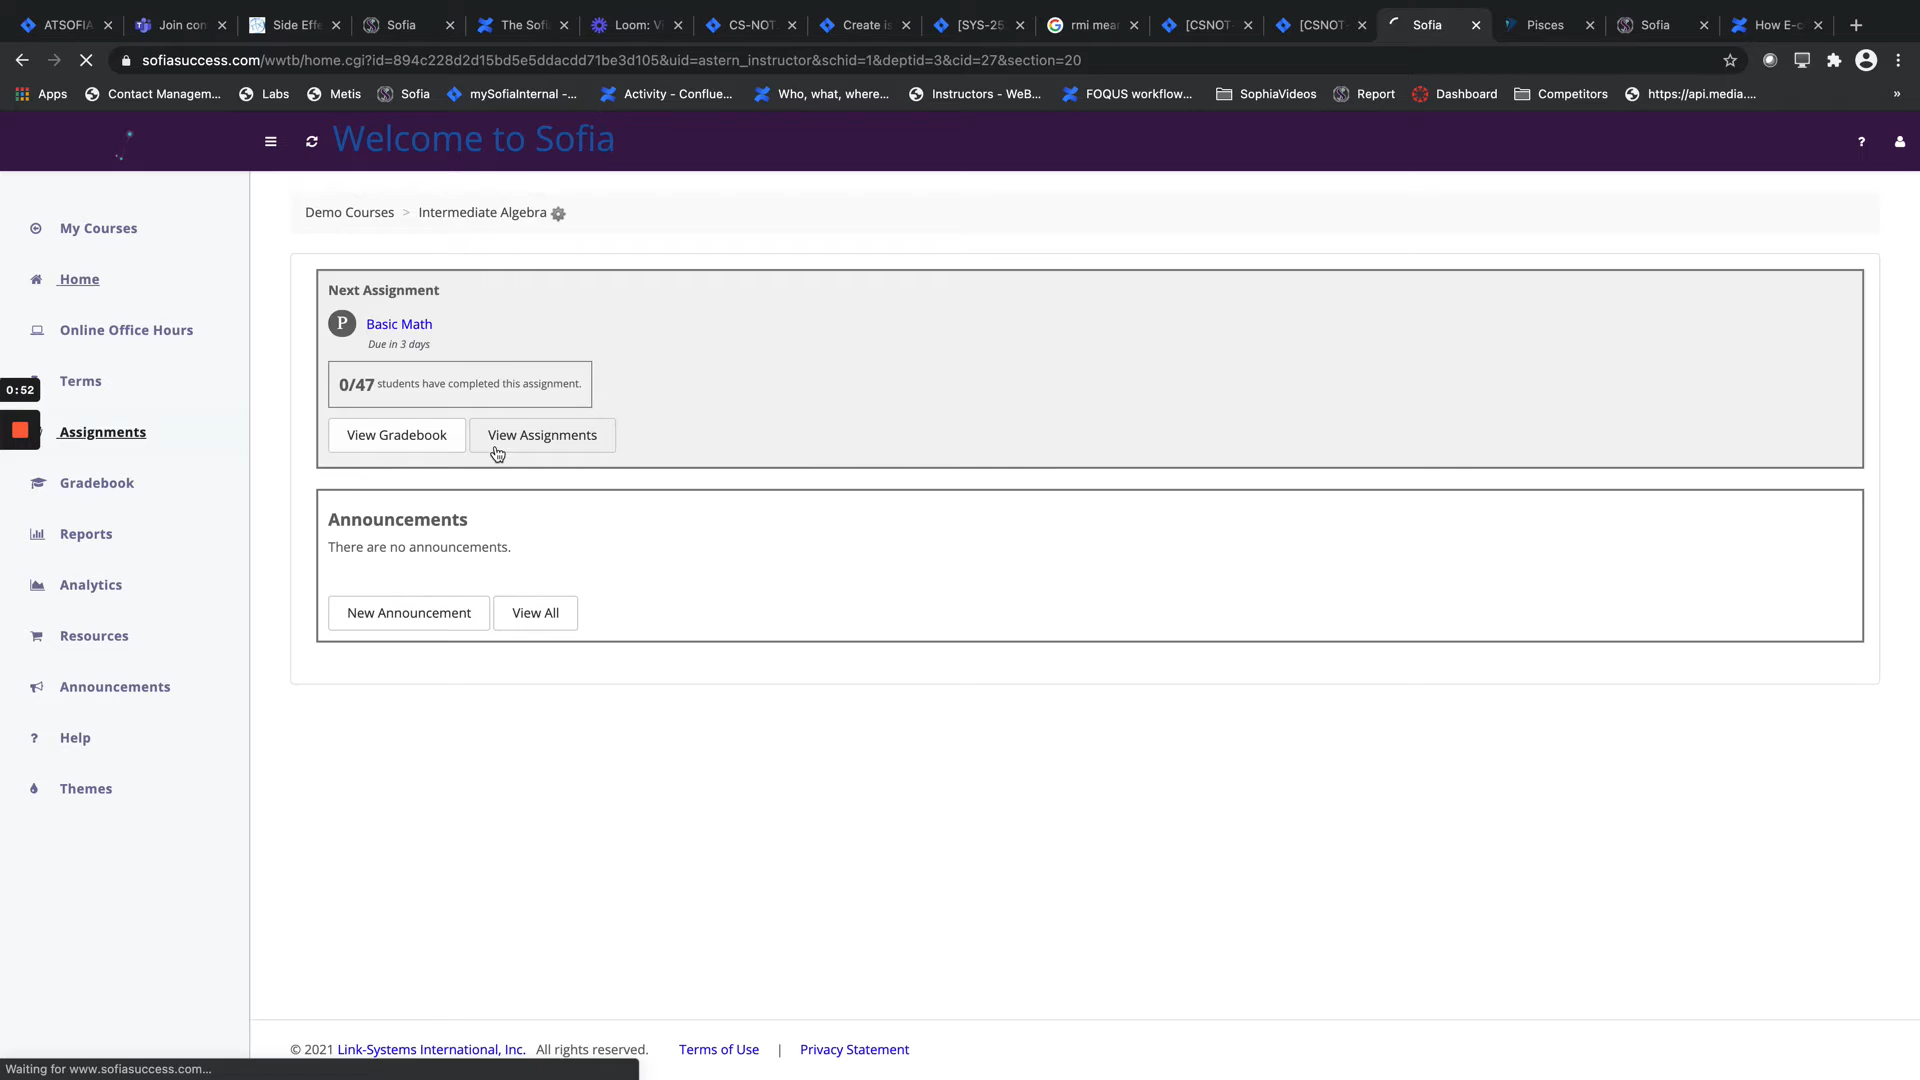 ATSOFIA
Join con
Side Effe
Sofia
The Sofi
Loom: Vi
CS-NOT
Create is
[SYS-25
rmi mean
[CSNOT-
[CSNOT-
Sofia
Pisces
Sofia
How E-c
sofiasuccess.com/wwtb/home.cgi?id=894c228d2d15bd5e5ddacdd71be3d105&uid=astern_instructor&schid=1&deptid=3&cid=27&section=20
Apps
Contact Managem...
Labs
Metis
Sofia
mySofiaInternal -...
Activity - Conflue...
Who, what, where...
Instructors - WeB...
FOQUS workflow...
SophiaVideos
Report
Dashboard
Competitors
https://api.media....
»
Welcome to Sofia
?
Demo Courses > Intermediate Algebra
My Courses
Home
Online Office Hours
Terms
0:52
Assignments
Gradebook
Reports
Analytics
Resources
Announcements
? Help
Themes
Next Assignment
P Basic Math
Due in 3 days
0/47 students have completed this assignment.
View Gradebook
View Assignments
Announcements
There are no announcements.
New Announcement
View All
© 2021 Link-Systems International, Inc. All rights reserved. Terms of Use | Privacy Statement
Waiting for www.sofiasuccess.com...